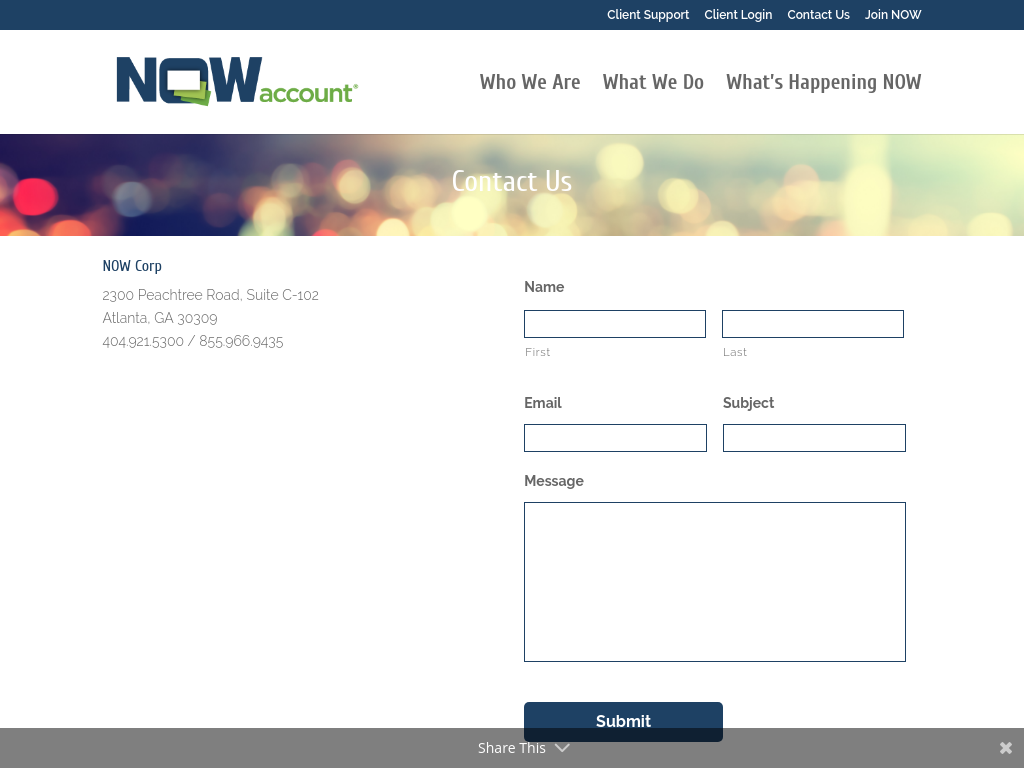 Client Support Client Login Contact Us Join NOW
NOW account®
Who We Are What We Do What's Happening NOW
Contact Us
NOW Corp
2300 Peachtree Road, Suite C-102
Atlanta, GA 30309
404.921.5300 / 855.966.9435
Name
First Last
Email Subject
Message
Submit
Share This